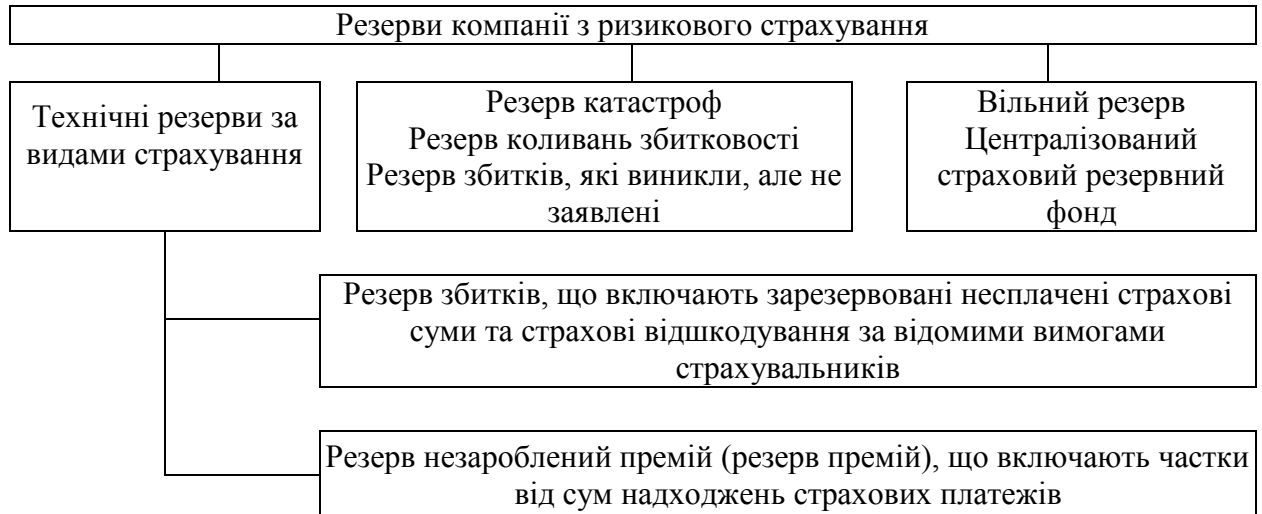 Резерви компанії з ризикового страхування
Технічні резерви за
видами страхування
Резерв катастроф
Резерв коливань збитковості
Резерв збитків, які виникли, але не
заявлені
Вільний резерв
Централізований
страховий резервний
фонд
Резерв збитків, що включають зарезервовані несплачені страхові
суми та страхові відшкодування за відомими вимогами
страхувальників
Резерв незароблений премій (резерв премій), що включають частки
від сум надходжень страхових платежів